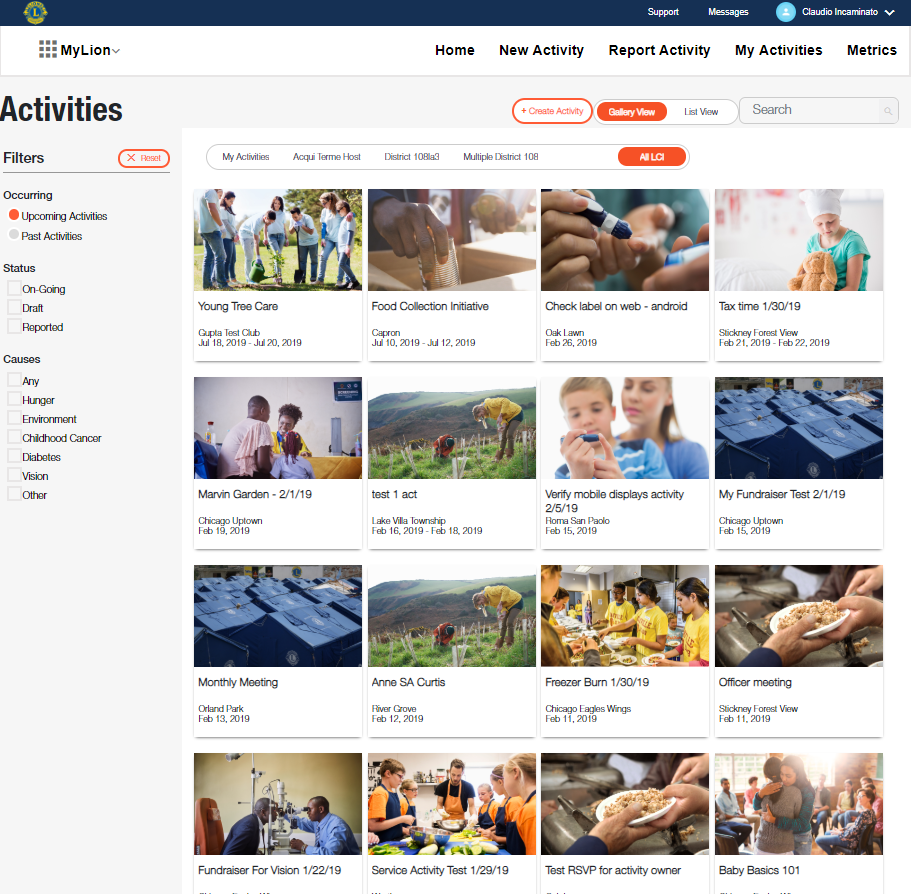 Support Messages Claudio Incaminato
MyLion Home New Activity Report Activity My Activities Metrics
Activities
+ Create Activity Gallery View List View Search
Filters
Reset
My Activities Acqui Terme Host District 108Ia3 Multiple District 108 All LCI
Occurring
Upcoming Activities
Past Activities
Status
On-Going
Draft
Reported
Causes
Any
Hunger
Environment
Childhood Cancer
Diabetes
Vision
Other
Young Tree Care
Gupta Test Club
Jul 18, 2019 - Jul 20, 2019
Food Collection Initiative
Capron
Jul 10, 2019 - Jul 12, 2019
Check label on web - android
Oak Lawn
Feb 26, 2019
Tax time 1/30/19
Stickney Forest View
Feb 21, 2019 - Feb 22, 2019
Marvin Garden - 2/1/19
Chicago Uptown
Feb 19, 2019
test 1 act
Lake Villa Township
Feb 16, 2019 - Feb 18, 2019
Verify mobile displays activity
2/5/19
Roma San Paolo
Feb 15, 2019
My Fundraiser Test 2/1/19
Chicago Uptown
Feb 15, 2019
Monthly Meeting
Orland Park
Feb 13, 2019
Anne SA Curtis
River Grove
Feb 12, 2019
Freezer Burn 1/30/19
Chicago Eagles Wings
Feb 11, 2019
Officer meeting
Stickney Forest View
Feb 11, 2019
Fundraiser For Vision 1/22/19
Service Activity Test 1/29/19
Test RSVP for activity owner
Baby Basics 101